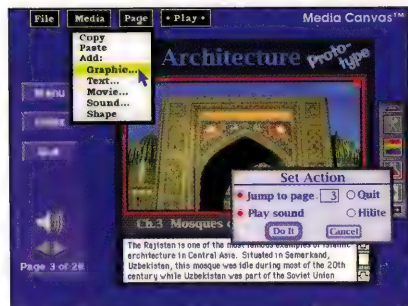 File Media Page • Play • Media Canvas™
Copy
Paste
Add:
Graphic...
Text...
Movie...
Sound...
Shape
Architecture
Proto-type
Menu
Quit
Set Action
Jump to page 3 Quit
Play sound Hilite
Do It Cancel
Ch.3 Mosques
The Rajistan is one of the most famous examples of Islamic
architecture in Central Asia. Situated in Samarkand,
Uzbekistan, this mosque was idle during most of the 20th
century while Uzbekistan was part of the Soviet Union
Page 3 of 28